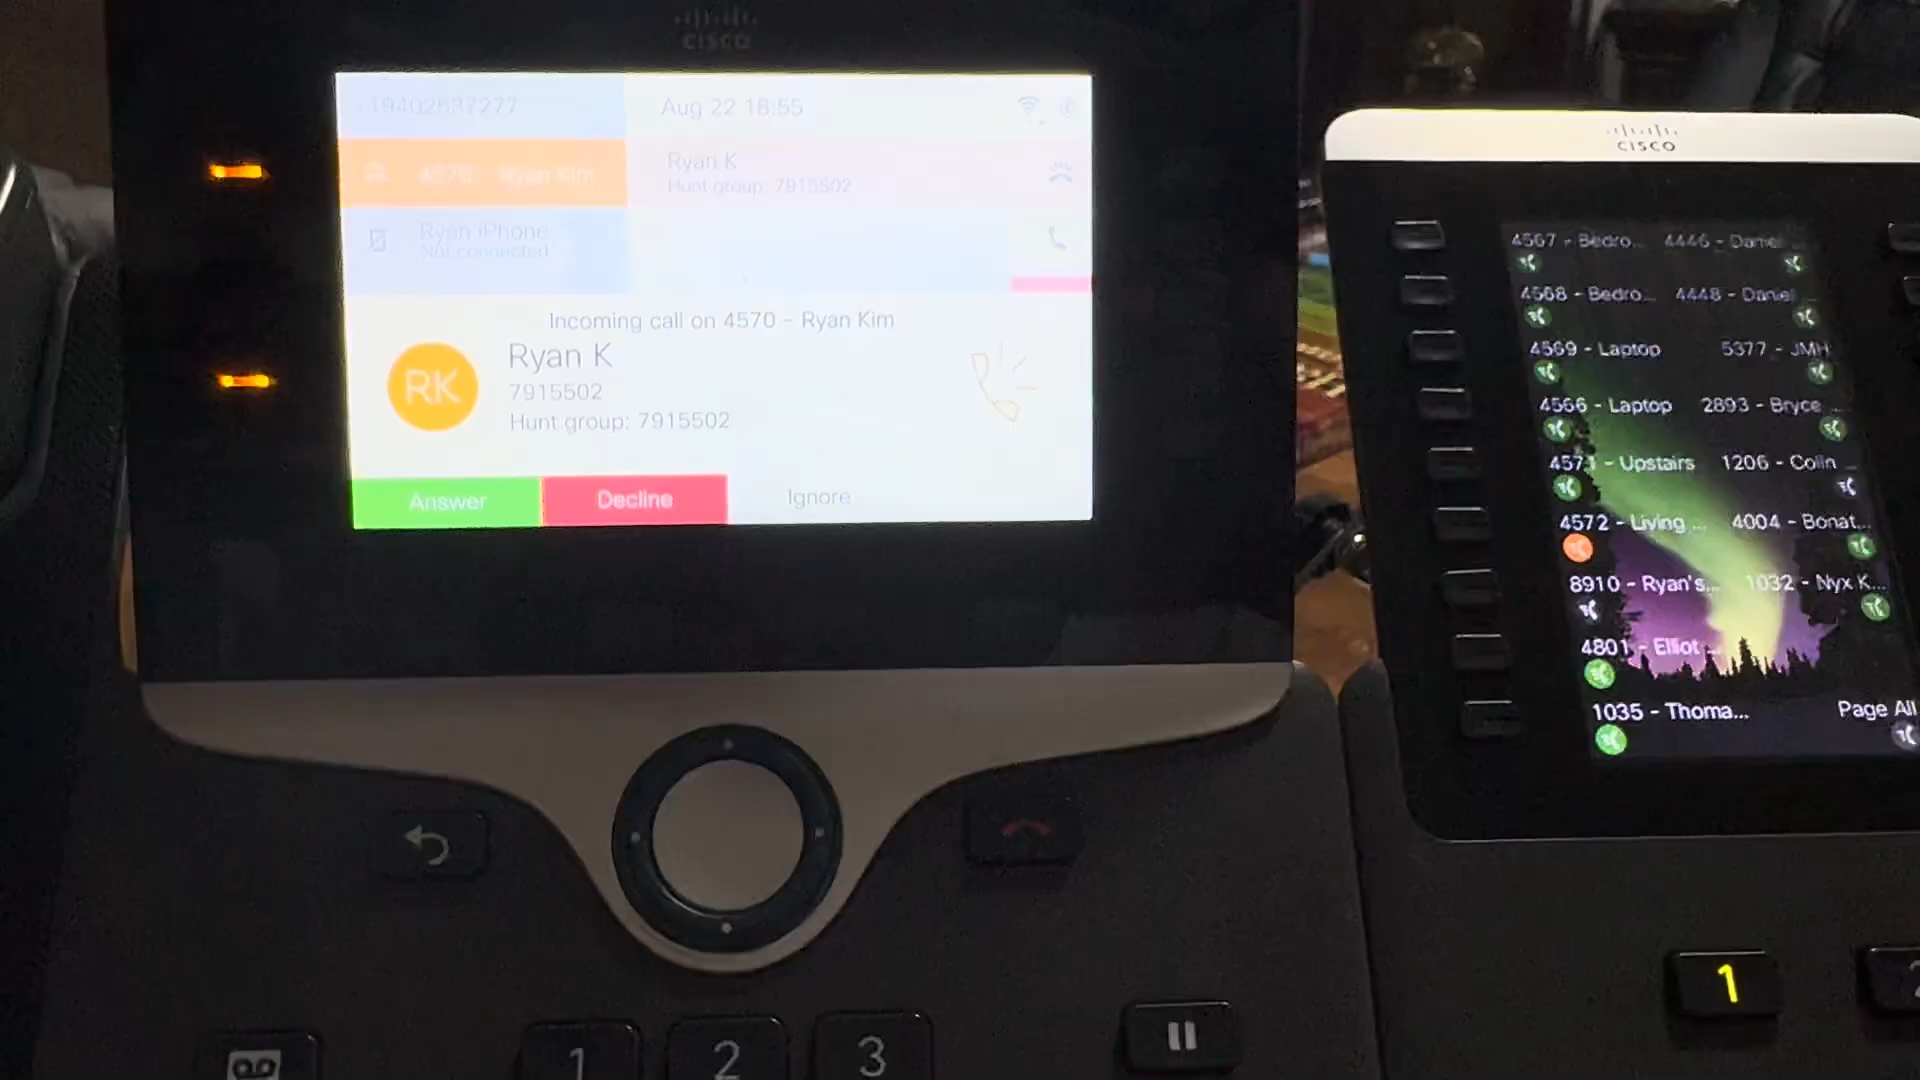 CISCO
19402637277
Aug 22 16:55
4570 - Ryan Kim
Ryan K
Hunt group: 7915502
Ryan iPhone
Not connected
Incoming call on 4570 - Ryan Kim
RK
Ryan K
7915502
Hunt group: 7915502
Answer
Decline
Ignore
1
2
3
CISCO
4567 - Bedro... 4446 - Daniel ...
4568 - Bedro... 4448 - Daniel ...
4569 - Laptop 5377 - JMH
4566 - Laptop 2893 - Bryce ...
4571 - Upstairs 1206 - Colin ...
4572 - Living ... 4004 - Bonat...
8910 - Ryan's... 1032 - Nyx K...
4801 - Elliot ...
1035 - Thoma... Page All
1
2